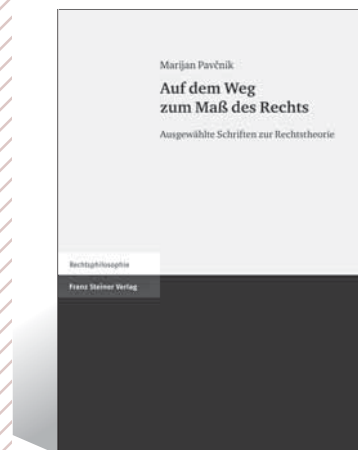 Marijan Pavčnik
Auf dem Weg
zum Maß des Rechts
Ausgewählte Schriften zur Rechtstheorie
Rechtsphilosophie
Franz Steiner Verlag